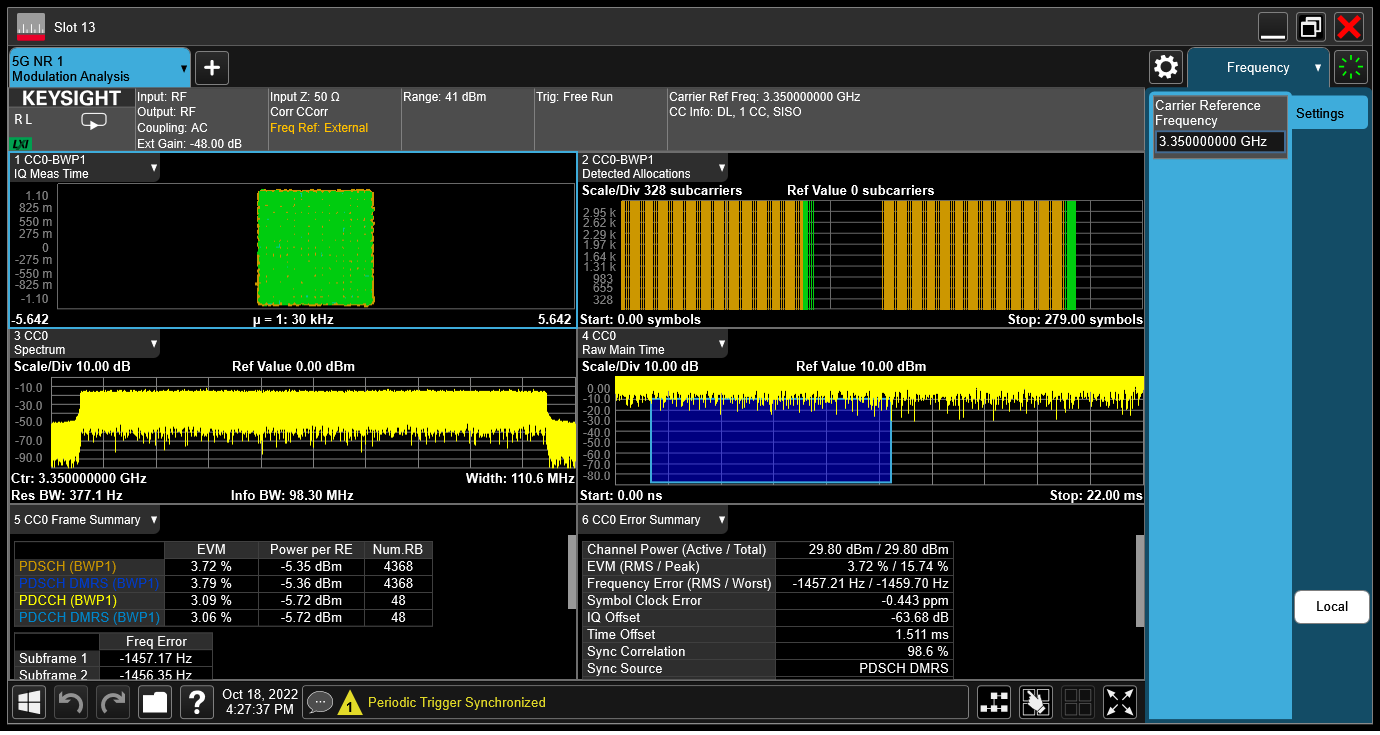 Slot 13
5G NR 1
Modulation Analysis
+
Frequency
KEYSIGHT
R L
LXI
Input: RF
Output: RF
Coupling: AC
Ext Gain: -48.00 dB
Input Z: 50 Ω
Corr CCorr
Freq Ref: External
Range: 41 dBm
Trig: Free Run
Carrier Ref Freq: 3.350000000 GHz
CC Info: DL, 1 CC, SISO
Carrier Reference
Frequency
3.350000000 GHz
Settings
1 CC0-BWP1
IQ Meas Time
1.10
825 m
550 m
275 m
0
-275 m
-550 m
-825 m
-1.10
-5.642
µ = 1: 30 kHz
5.642
2 CC0-BWP1
Detected Allocations
Scale/Div 328 subcarriers
Ref Value 0 subcarriers
2.95 k
2.62 k
2.29 k
1.97 k
1.64 k
1.31 k
983
655
328
Start: 0.00 symbols
Stop: 279.00 symbols
3 CC0
Spectrum
Scale/Div 10.00 dB
Ref Value 0.00 dBm
-10.0
-30.0
-50.0
-70.0
-90.0
Ctr: 3.350000000 GHz
Width: 110.6 MHz
Res BW: 377.1 Hz
Info BW: 98.30 MHz
4 CC0
Raw Main Time
Scale/Div 10.00 dB
Ref Value 10.00 dBm
0.00
-10.0
-20.0
-30.0
-40.0
-50.0
-60.0
-70.0
-80.0
Start: 0.00 ns
Stop: 22.00 ms
5 CC0 Frame Summary
EVM Power per RE Num.RB
PDSCH (BWP1) 3.72 % -5.35 dBm 4368
PDSCH DMRS (BWP1) 3.79 % -5.36 dBm 4368
PDCCH (BWP1) 3.09 % -5.72 dBm 48
PDCCH DMRS (BWP1) 3.06 % -5.72 dBm 48
Freq Error
Subframe 1 -1457.17 Hz
Subframe 2 -1456.35 Hz
6 CC0 Error Summary
Channel Power (Active / Total) 29.80 dBm / 29.80 dBm
EVM (RMS / Peak) 3.72 % / 15.74 %
Frequency Error (RMS / Worst) -1457.21 Hz / -1459.70 Hz
Symbol Clock Error -0.443 ppm
IQ Offset -63.68 dB
Time Offset 1.511 ms
Sync Correlation 98.6 %
Sync Source PDSCH DMRS
Local
?
Oct 18, 2022
4:27:37 PM
1
Periodic Trigger Synchronized